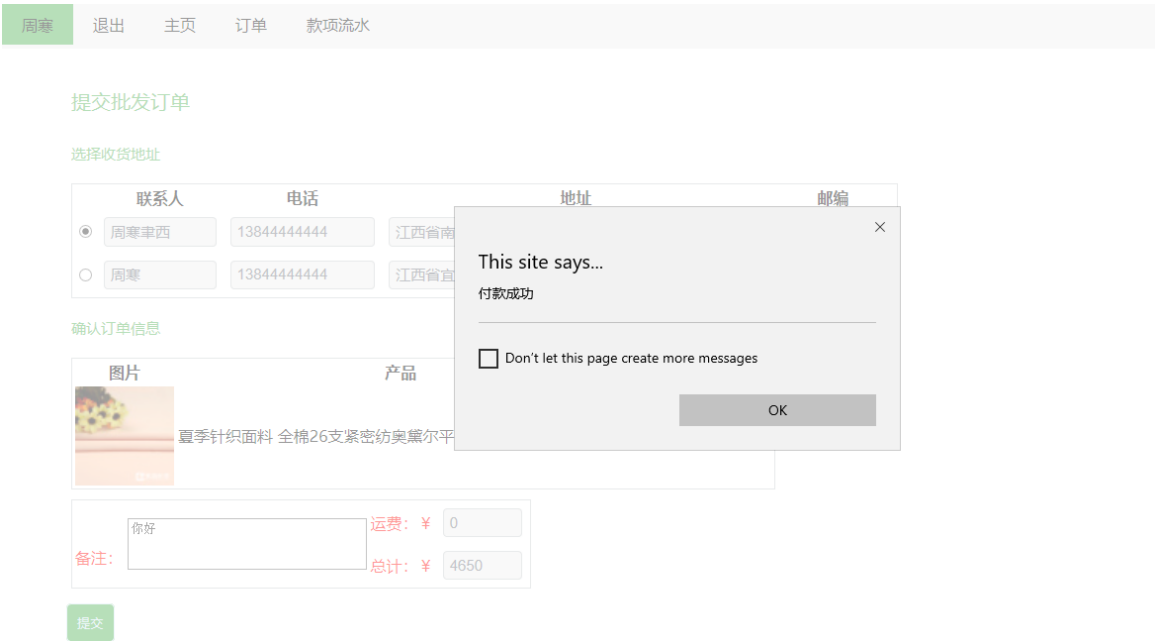 周寒 退出 主页 订单 款项流水
提交批发订单
选择收货地址
联系人 电话 地址 邮编
周寒聿西 13844444444 江西省南
周寒 13844444444 江西省宜
This site says...
付款成功
Don't let this page create more messages
OK
确认订单信息
图片 产品
夏季针织面料 全棉26支紧密纺奥黛尔平
备注： 你好 运费：￥ 0
总计：￥ 4650
提交